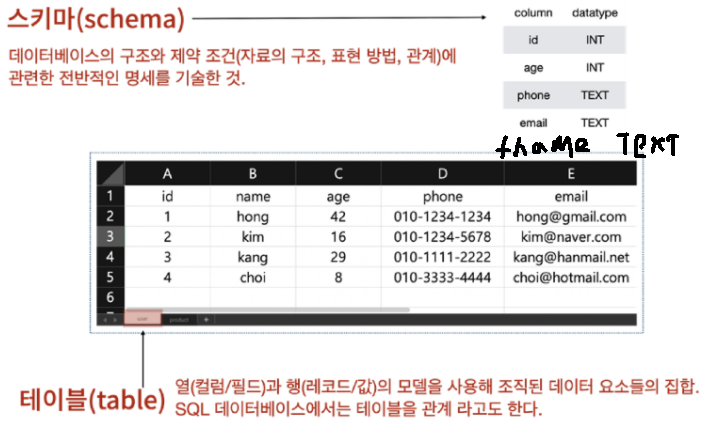 스키마(schema)
데이터베이스의 구조와 제약 조건(자료의 구조, 표현 방법, 관계)에
관련한 전반적인 명세를 기술한 것.
column datatype
id INT
age INT
phone TEXT
email TEXT
+name TEXT
A B C D E
1 id name age phone email
2 1 hong 42 010-1234-1234 hong@gmail.com
3 2 kim 16 010-1234-5678 kim@naver.com
4 3 kang 29 010-1111-2222 kang@hanmail.net
5 4 choi 8 010-3333-4444 choi@hotmail.com
6
user product +
테이블(table)
열(컬럼/필드)과 행(레코드/값)의 모델을 사용해 조직된 데이터 요소들의 집합.
SQL 데이터베이스에서는 테이블을 관계 라고도 한다.